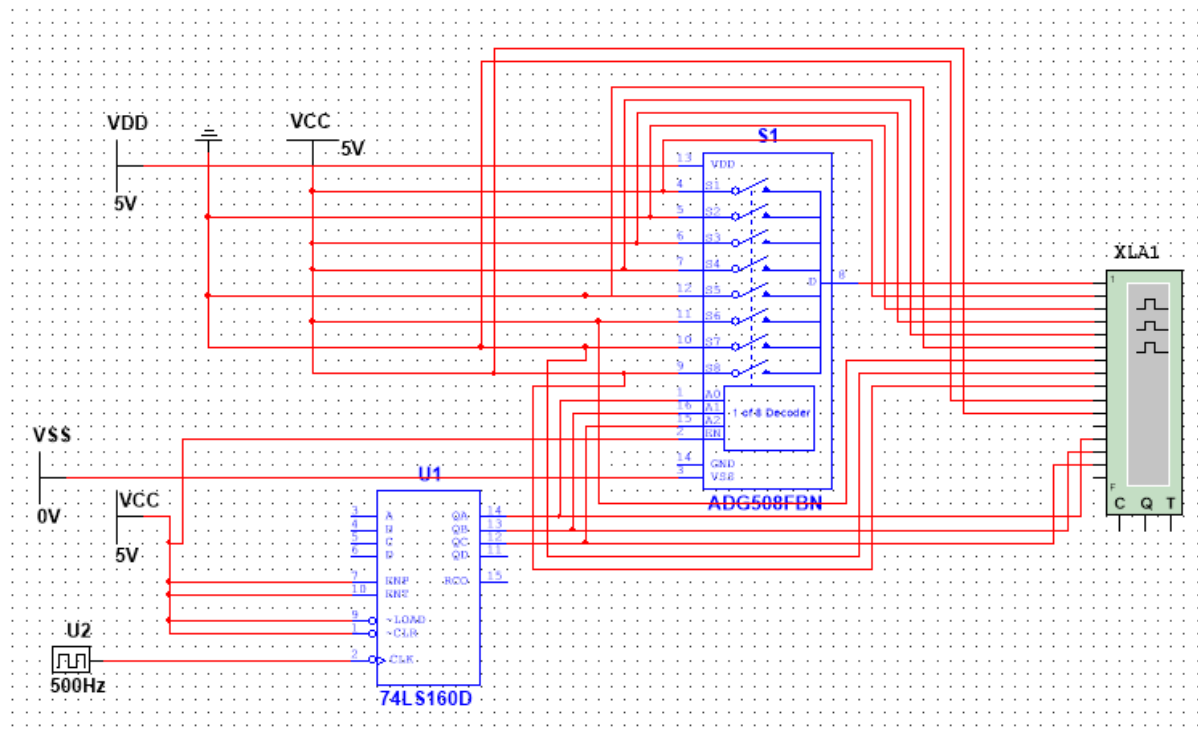 VDD
5V
VCC
5V
S1
13
VDD
4
S1
5
S2
6
S3
7
S4
12
S5
11
S6
10
S7
9
S8
D
8
1
A0
16
A1
15
A2
2
EN
1-of-8 Decoder
14
GND
3
VSS
ADG508FBN
XLA1
1
F
C Q T
VSS
0V
VCC
5V
U1
3
A
4
B
5
C
6
D
7
ENP
10
ENT
9
~LOAD
1
~CLR
2
CLK
QA
14
QB
13
QC
12
QD
11
RCO
15
74LS160D
U2
500Hz